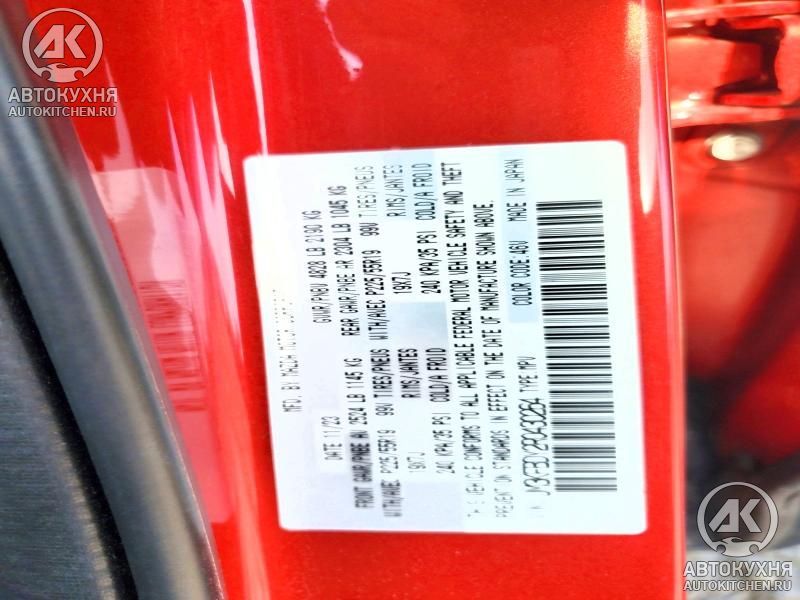 АК
АВТОКУХНЯ
AUTOKITCHEN.RU
MFD. BY MAZDA MOTOR
DATE 11/23 GVWR/PNBV 4828 LB 2190 KG
FRONT GAWR/PNBE AV 2524 LB 1145 KG REAR GAWR/PNBE AR 2304 LB 1045 KG
WITH/AVEC P225/55R19 99V TIRES/PNEUS WITH/AVEC P225/55R19 99V TIRES/PNEUS
19X7J RIMS/JANTES 19X7J RIMS/JANTES
240 KPA/35 PSI COLD/A FROID 240 KPA/35 PSI COLD/A FROID
THIS VEHICLE CONFORMS TO ALL APPLICABLE FEDERAL MOTOR VEHICLE SAFETY AND THEFT
PREVENTION STANDARDS IN EFFECT ON THE DATE OF MANUFACTURE SHOWN ABOVE.
TYPE: MPV COLOR CODE:46V MADE IN JAPAN
АК
АВТОКУХНЯ
AUTOKITCHEN.RU